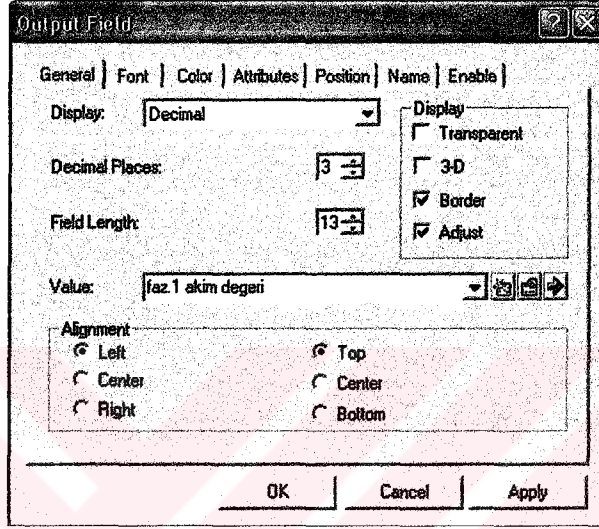 Output Field
General Font Color Attributes Position Name Enable
Display: Decimal
Display
Transparent
Decimal Places: 3
3-D
Border
Field Length: 13
Adjust
Value: faz.1 akim degeri
Alignment
Left Top
Center Center
Right Bottom
OK Cancel Apply